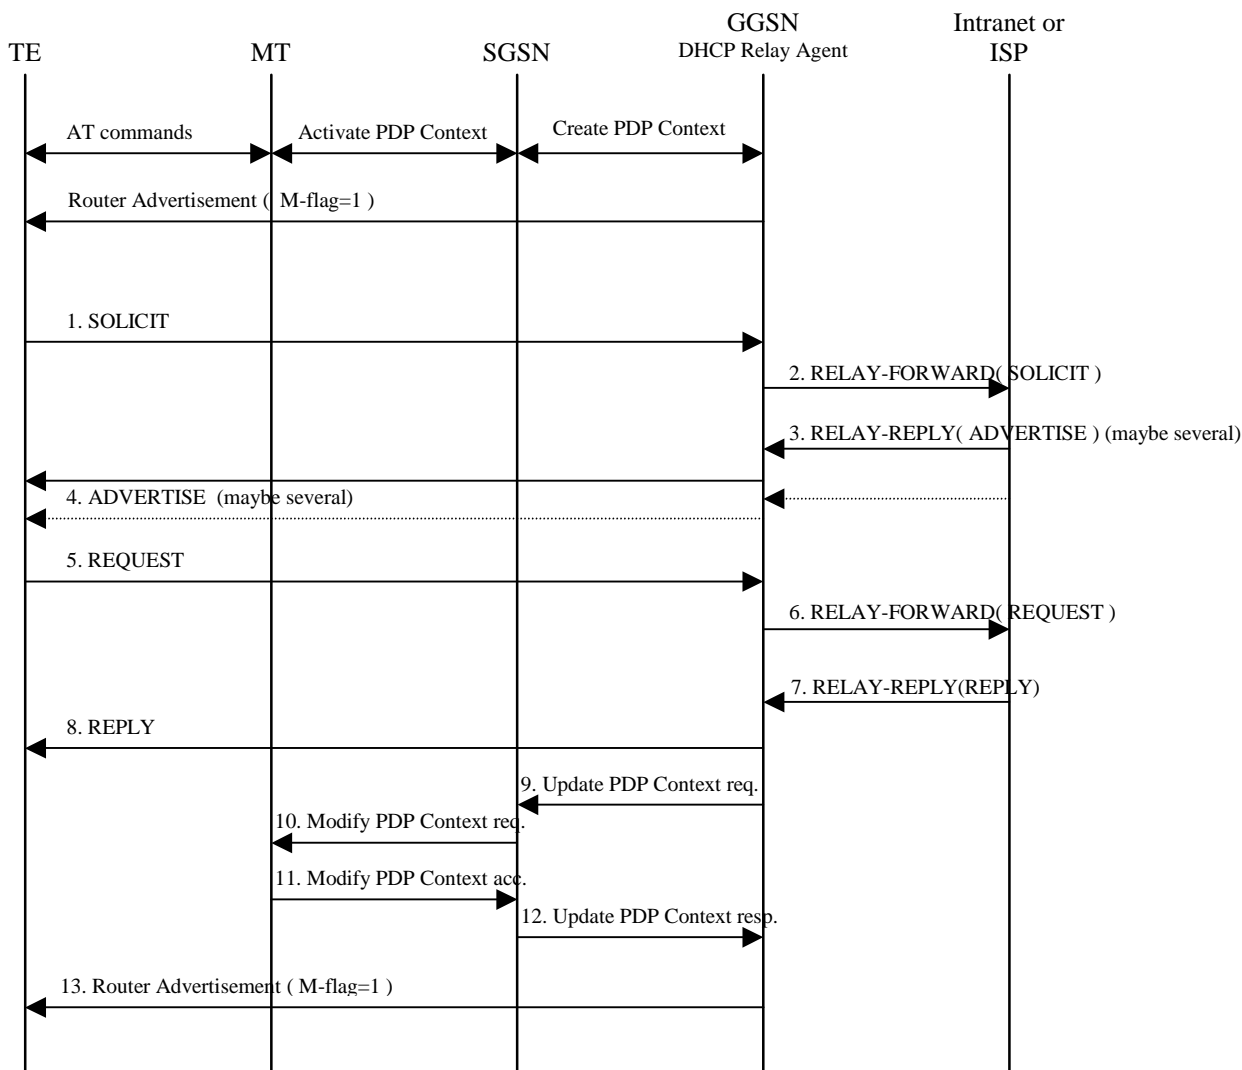 GGSN
Intranet or
TE
MT
SGSN
DHCP Relay Agent
ISP
AT commands
Activate PDP Context
Create PDP Context
Router Advertisement ( M-flag=1 )
1. SOLICIT
2. RELAY-FORWARD( SOLICIT )
3. RELAY-REPLY( ADVERTISE ) (maybe several)
4. ADVERTISE (maybe several)
5. REQUEST
6. RELAY-FORWARD( REQUEST )
7. RELAY-REPLY(REPLY)
8. REPLY
9. Update PDP Context req.
10. Modify PDP Context req.
11. Modify PDP Context acc.
12. Update PDP Context resp.
13. Router Advertisement ( M-flag=1 )